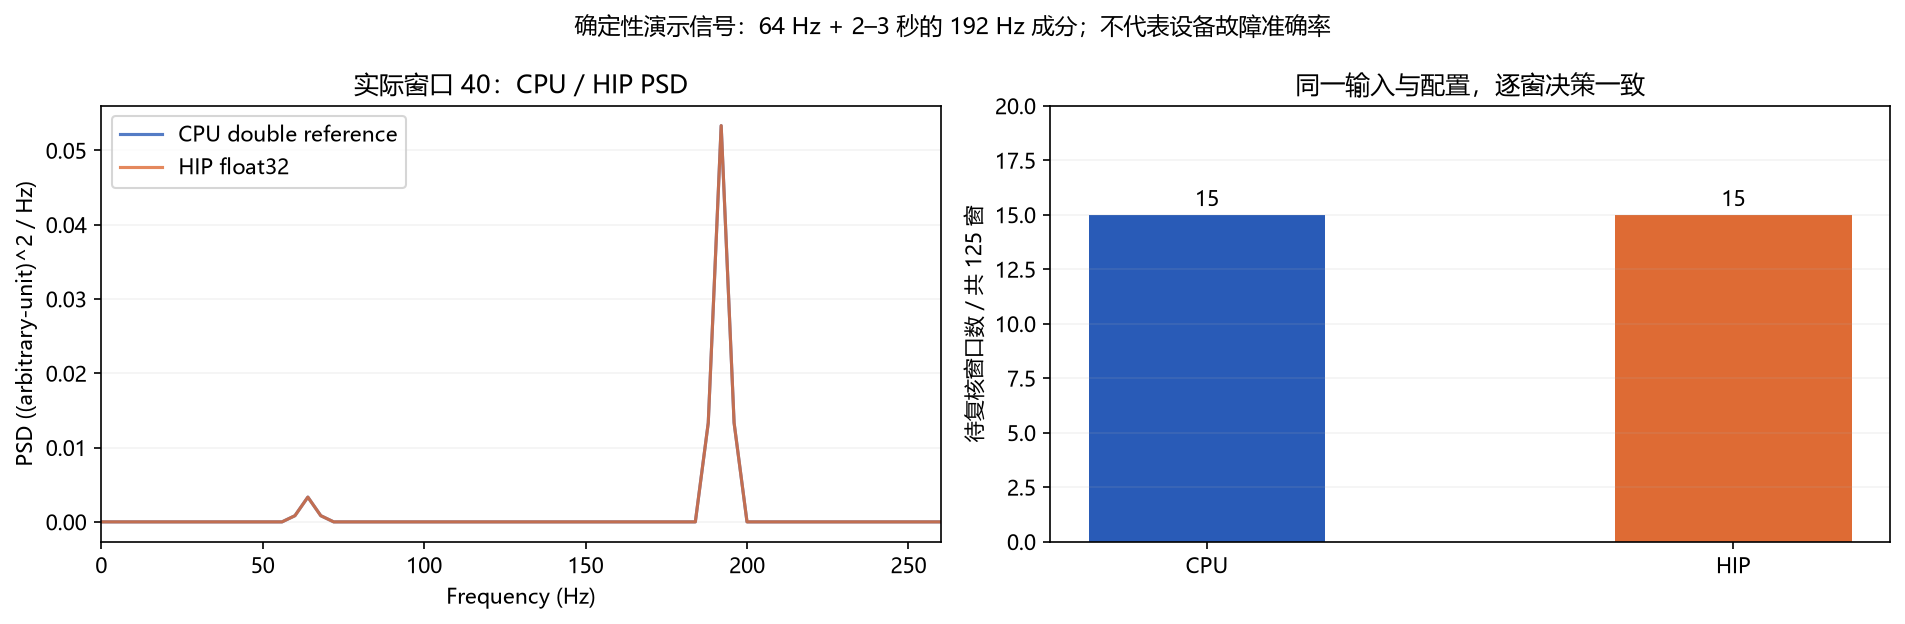 确定性演示信号：64 Hz + 2–3 秒的 192 Hz 成分；不代表设备故障准确率
实际窗口 40：CPU / HIP PSD
CPU double reference
HIP float32
PSD ((arbitrary-unit)^2 / Hz)
0.05
0.04
0.03
0.02
0.01
0.00
0
50
100
150
200
250
Frequency (Hz)
同一输入与配置，逐窗决策一致
待复核窗口数 / 共 125 窗
20.0
17.5
15.0
12.5
10.0
7.5
5.0
2.5
0.0
15
15
CPU
HIP